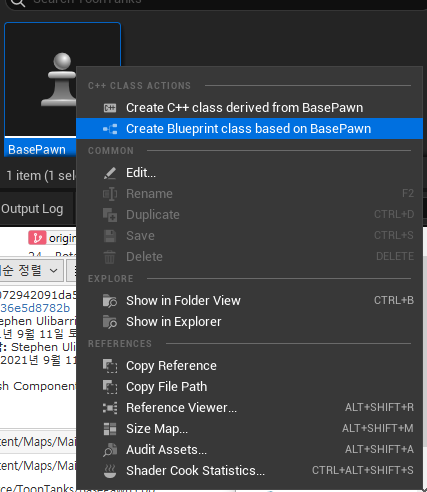 Search ToonTanks
BasePawn
1 item (1 sele
Output Log
C++ CLASS ACTIONS
Create C++ class derived from BasePawn
Create Blueprint class based on BasePawn
COMMON
Edit...
Rename F2
Duplicate CTRL+D
Save CTRL+S
Delete DELETE
EXPLORE
Show in Folder View CTRL+B
Show in Explorer
REFERENCES
Copy Reference
Copy File Path
Reference Viewer... ALT+SHIFT+R
Size Map... ALT+SHIFT+M
Audit Assets... ALT+SHIFT+A
Shader Cook Statistics... CTRL+ALT+SHIFT+S
origin
순 정렬
072942091da5
36e5d8782b
tephen Ulibarri
년 9월 11일 토
: Stephen Uli
2021년 9월 11
sh Component
tent/Maps/Mai
tent/Maps/Mai